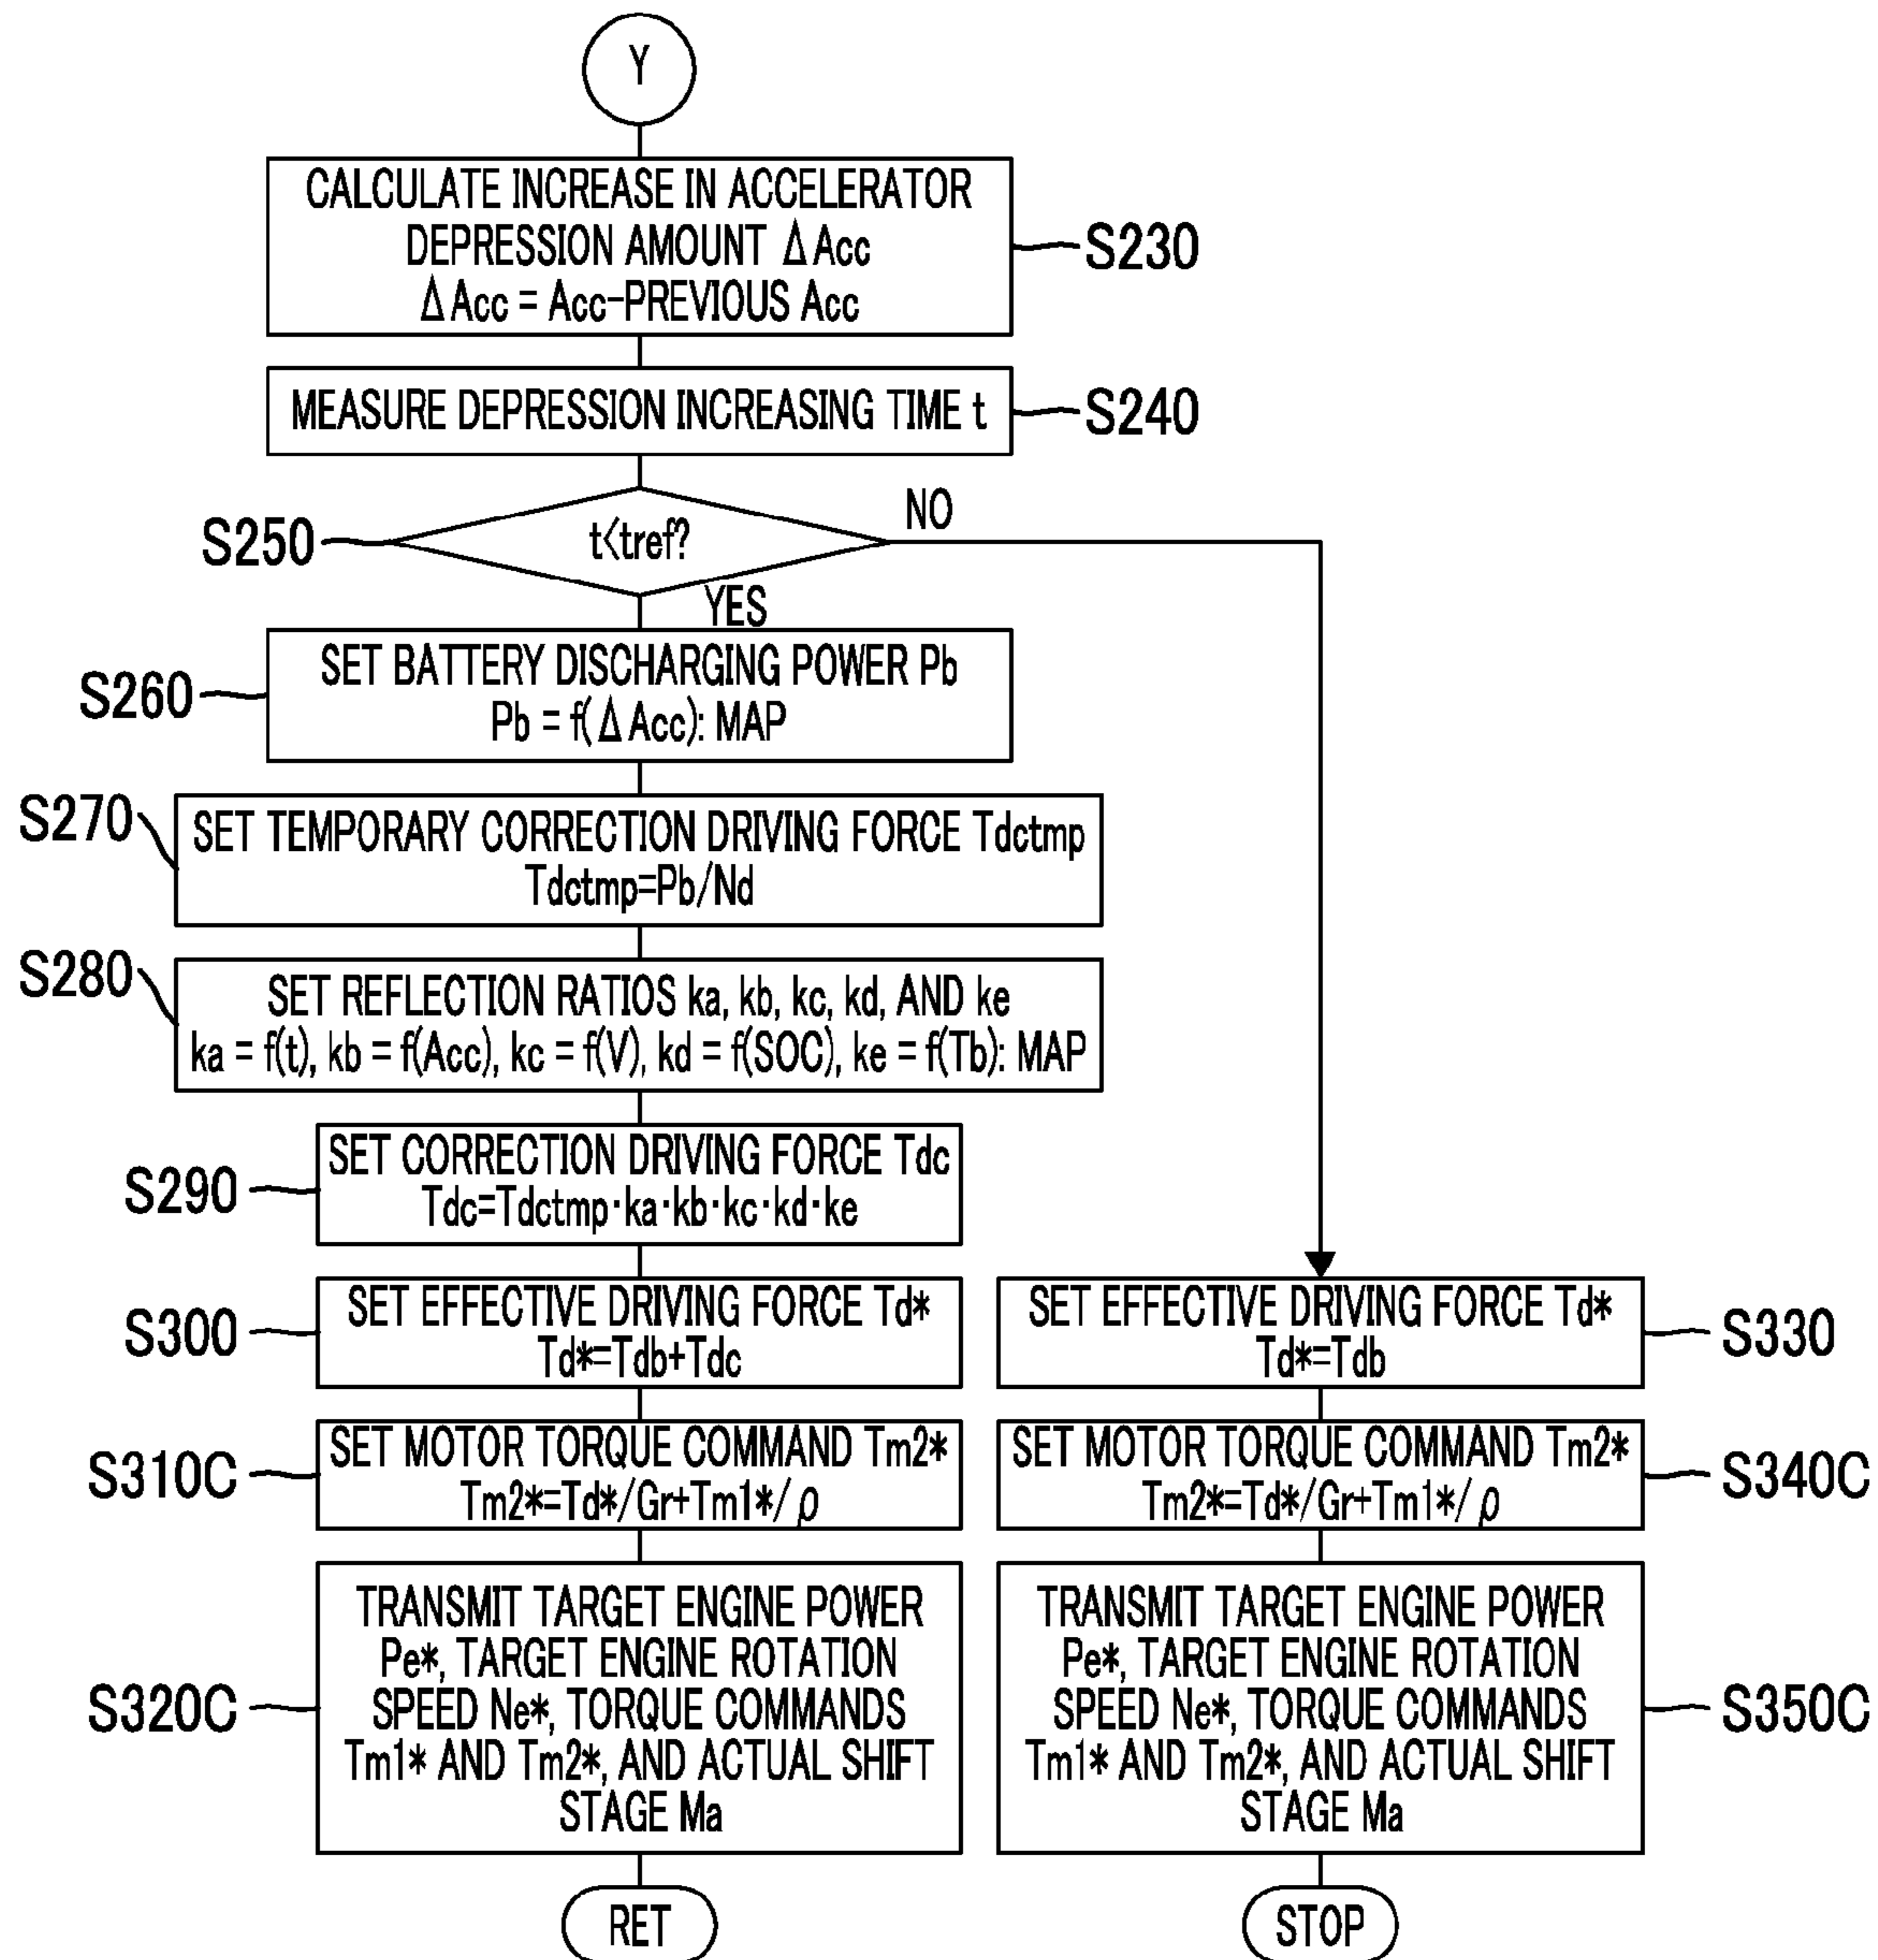 Y
CALCULATE INCREASE IN ACCELERATOR
DEPRESSION AMOUNT ΔAcc
ΔAcc = Acc-PREVIOUS Acc
S230
MEASURE DEPRESSION INCREASING TIME t
S240
S250
t<tref?
NO
YES
S260
SET BATTERY DISCHARGING POWER Pb
Pb = f(ΔAcc): MAP
S270
SET TEMPORARY CORRECTION DRIVING FORCE Tdctmp
Tdctmp=Pb/Nd
S280
SET REFLECTION RATIOS ka, kb, kc, kd, AND ke
ka = f(t), kb = f(Acc), kc = f(V), kd = f(SOC), ke = f(Tb): MAP
S290
SET CORRECTION DRIVING FORCE Tdc
Tdc=Tdctmp·ka·kb·kc·kd·ke
S300
SET EFFECTIVE DRIVING FORCE Td*
Td*=Tdb+Tdc
S310C
SET MOTOR TORQUE COMMAND Tm2*
Tm2*=Td*/Gr+Tm1*/ρ
S320C
TRANSMIT TARGET ENGINE POWER
Pe*, TARGET ENGINE ROTATION
SPEED Ne*, TORQUE COMMANDS
Tm1* AND Tm2*, AND ACTUAL SHIFT
STAGE Ma
RET
SET EFFECTIVE DRIVING FORCE Td*
Td*=Tdb
S330
SET MOTOR TORQUE COMMAND Tm2*
Tm2*=Td*/Gr+Tm1*/ρ
S340C
TRANSMIT TARGET ENGINE POWER
Pe*, TARGET ENGINE ROTATION
SPEED Ne*, TORQUE COMMANDS
Tm1* AND Tm2*, AND ACTUAL SHIFT
STAGE Ma
S350C
STOP